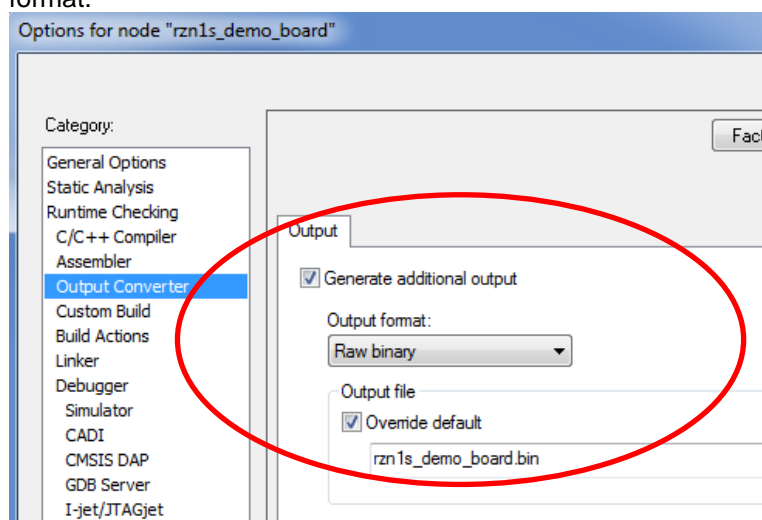 format.
Options for node "rzn1s_demo_board"
Category:
General Options
Static Analysis
Runtime Checking
C/C++ Compiler
Assembler
Output Converter
Custom Build
Build Actions
Linker
Debugger
Simulator
CADI
CMSIS DAP
GDB Server
I-jet/JTAGjet
Fact
Output
Generate additional output
Output format:
Raw binary
Output file
Override default
rzn1s_demo_board.bin